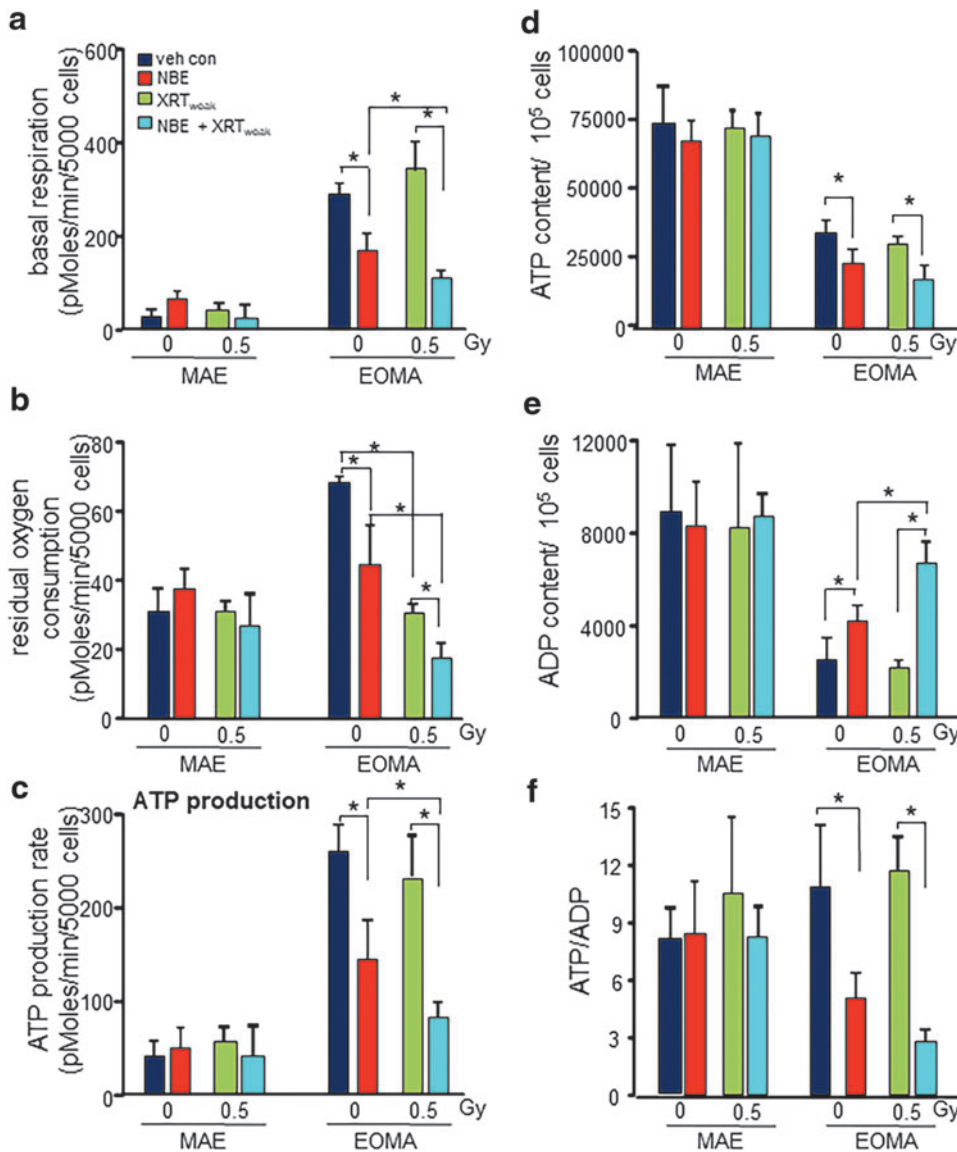 a
basal respiration
(pMoles/min/5000 cells)
600
400
200
0
veh con
NBE
XRTweak
NBE + XRTweak
*
*
*
0
0.5
0
0.5
Gy
MAE
EOMA
b
residual oxygen
consumption
(pMoles/min/5000 cells)
80
60
40
20
0
*
*
*
*
0
0.5
0
0.5
Gy
MAE
EOMA
c
ATP production
ATP production rate
(pMoles/min/5000 cells)
300
200
100
0
*
*
*
0
0.5
0
0.5
Gy
MAE
EOMA
d
ATP content/ 10⁵ cells
100000
75000
50000
25000
0
*
*
0
0.5
0
0.5
Gy
MAE
EOMA
e
ADP content/ 10⁵ cells
12000
8000
4000
0
*
*
*
0
0.5
0
0.5
Gy
MAE
EOMA
f
ATP/ADP
15
12
9
6
3
0
*
*
0
0.5
0
0.5
Gy
MAE
EOMA